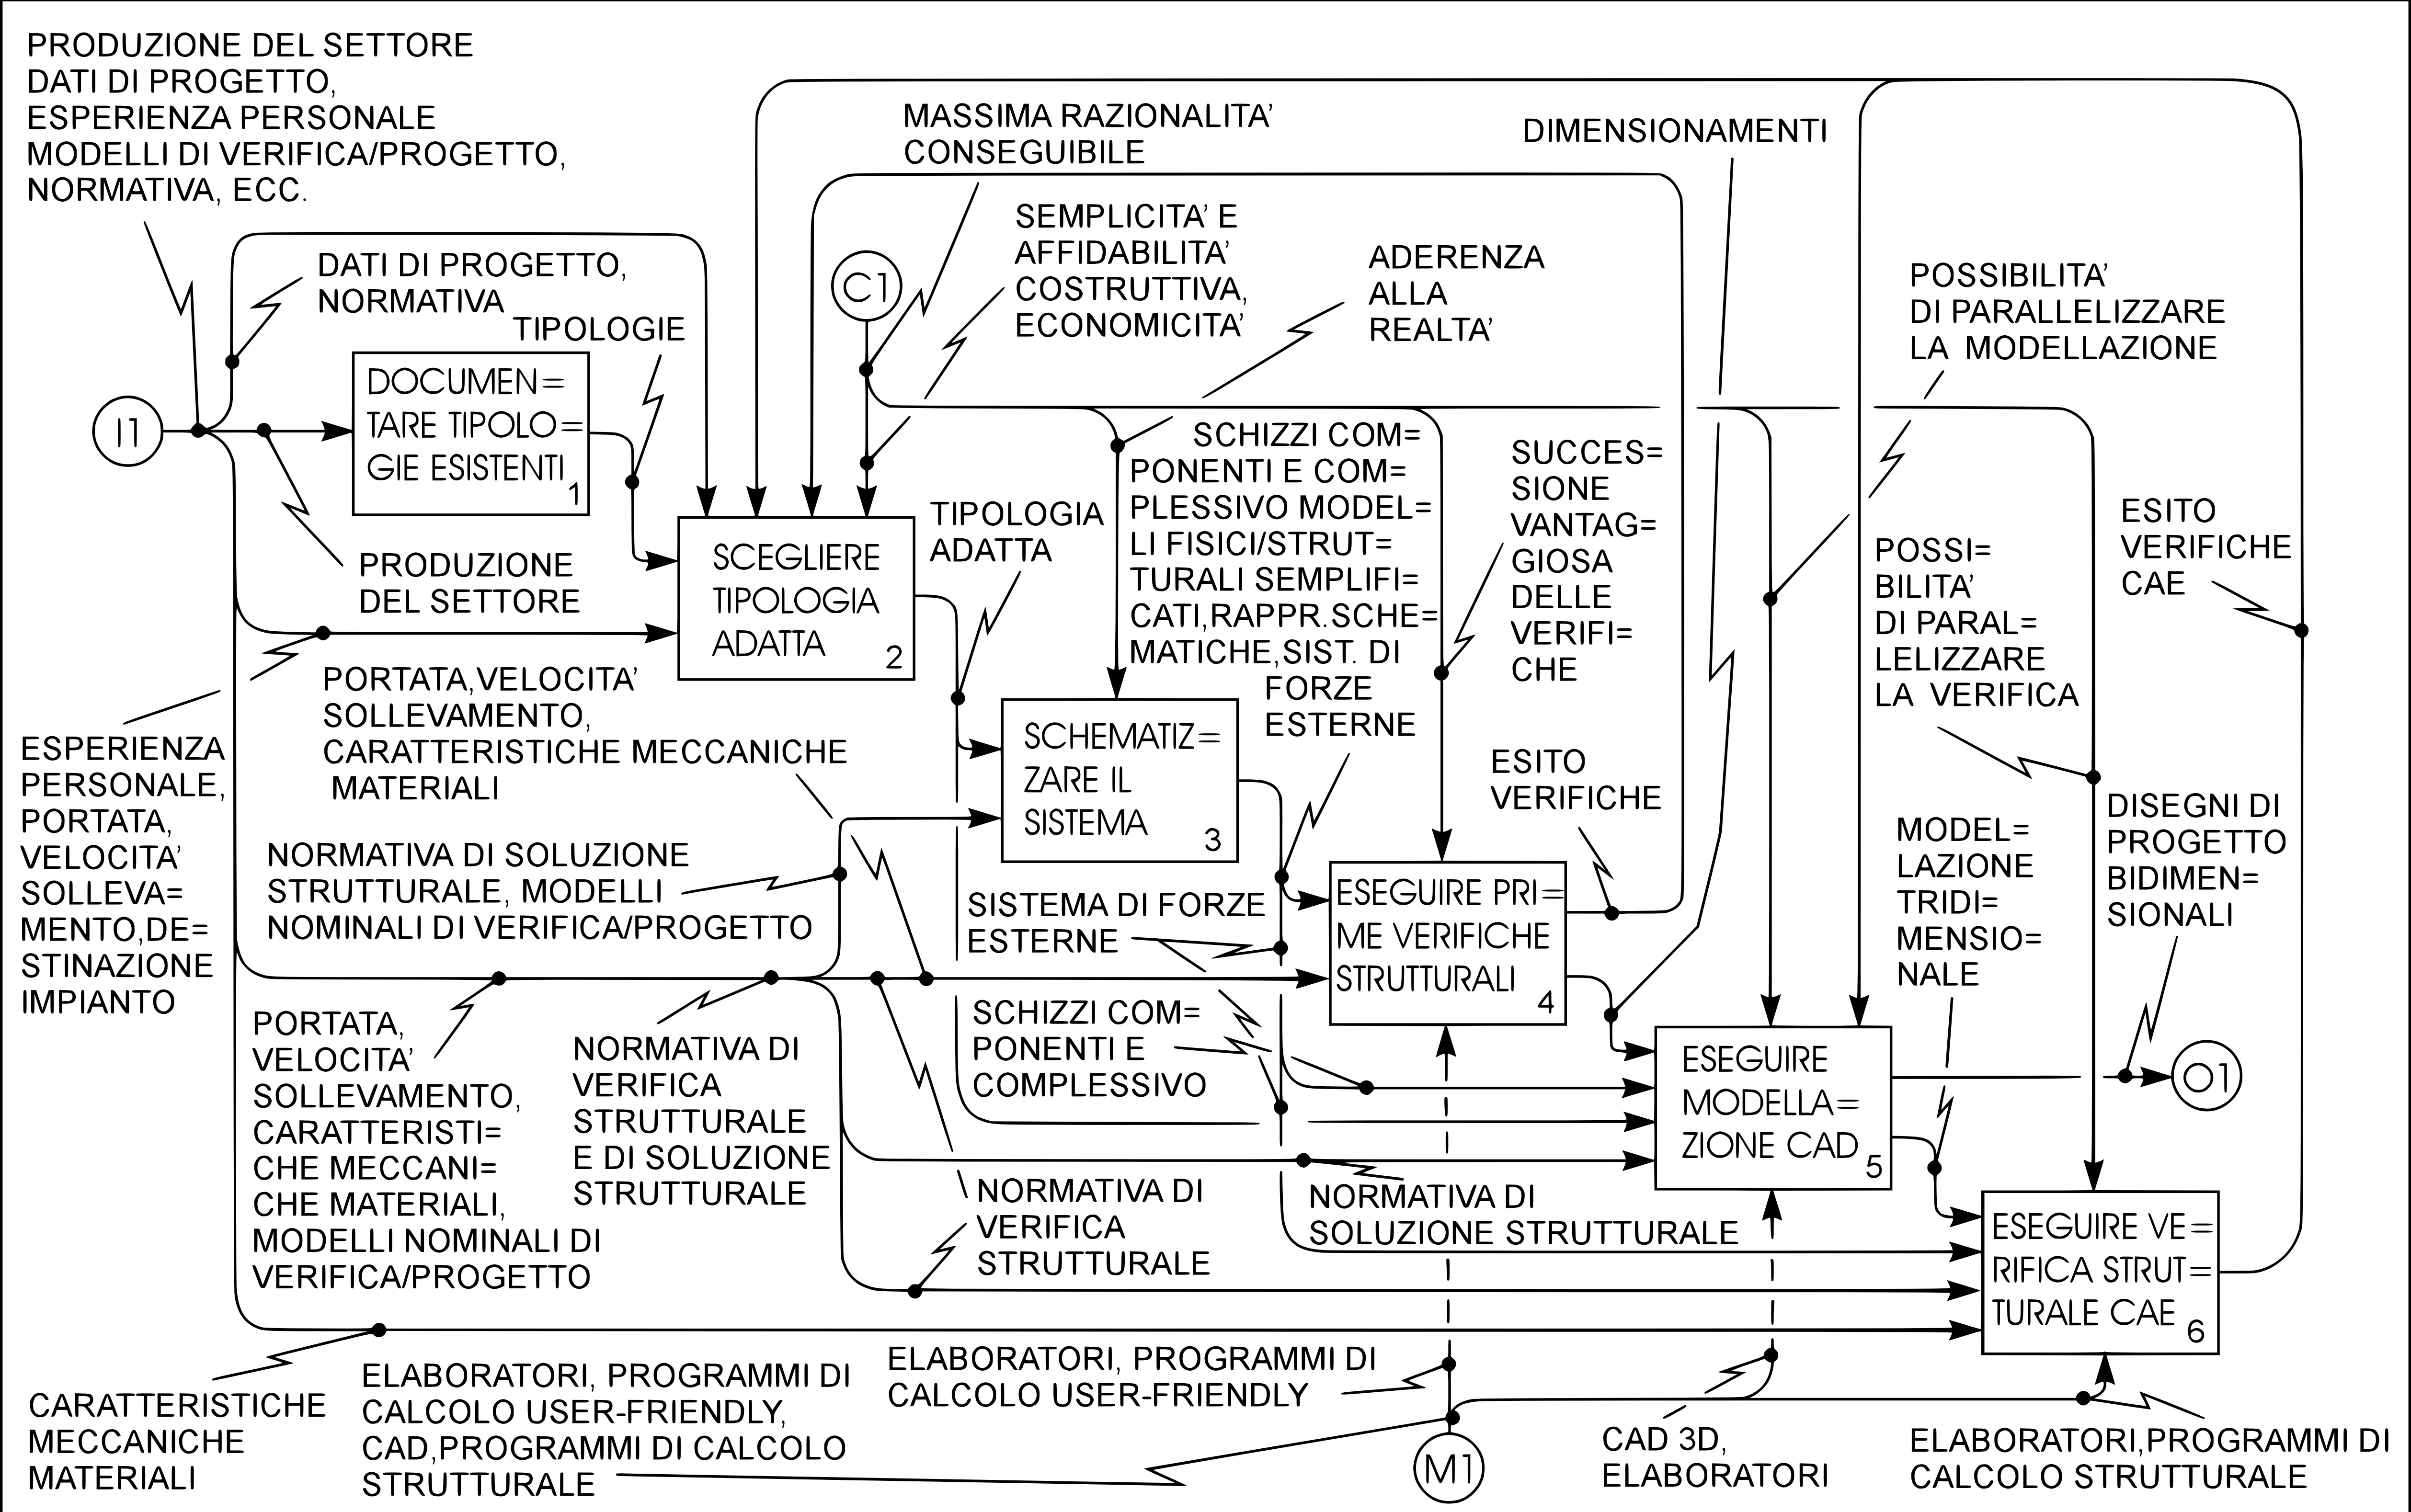 PRODUZIONE DEL SETTORE
DATI DI PROGETTO,
ESPERIENZA PERSONALE
MODELLI DI VERIFICA/PROGETTO,
NORMATIVA, ECC.
MASSIMA RAZIONALITA'
CONSEGUIBILE
DIMENSIONAMENTI
SEMPLICITA' E
AFFIDABILITA'
COSTRUTTIVA,
ECONOMICITA'
ADERENZA
ALLA
REALTA'
POSSIBILITA'
DI PARALLELIZZARE
LA MODELLAZIONE
DATI DI PROGETTO,
NORMATIVA
TIPOLOGIE
C1
I1
DOCUMEN=
TARE TIPOLO=
GIE ESISTENTI
1
PRODUZIONE
DEL SETTORE
SCEGLIERE
TIPOLOGIA
ADATTA
2
TIPOLOGIA
ADATTA
SCHIZZI COM=
PONENTI E COM=
PLESSIVO MODEL=
LI FISICI/STRUT=
TURALI SEMPLIFI=
CATI,RAPPR.SCHE=
MATICHE,SIST. DI
FORZE
ESTERNE
SUCCES=
SIONE
VANTAG=
GIOSA
DELLE
VERIFI=
CHE
POSSI=
BILITA'
DI PARAL=
LELIZZARE
LA VERIFICA
ESITO
VERIFICHE
CAE
PORTATA,VELOCITA'
SOLLEVAMENTO,
CARATTERISTICHE MECCANICHE
MATERIALI
ESPERIENZA
PERSONALE,
PORTATA,
VELOCITA'
SOLLEVA=
MENTO,DE=
STINAZIONE
IMPIANTO
SCHEMATIZ=
ZARE IL
SISTEMA
3
ESITO
VERIFICHE
NORMATIVA DI SOLUZIONE
STRUTTURALE, MODELLI
NOMINALI DI VERIFICA/PROGETTO
SISTEMA DI FORZE
ESTERNE
ESEGUIRE PRI=
ME VERIFICHE
STRUTTURALI
4
MODEL=
LAZIONE
TRIDI=
MENSIO=
NALE
DISEGNI DI
PROGETTO
BIDIMEN=
SIONALI
PORTATA,
VELOCITA'
SOLLEVAMENTO,
CARATTERISTI=
CHE MECCANI=
CHE MATERIALI,
MODELLI NOMINALI DI
VERIFICA/PROGETTO
NORMATIVA DI
VERIFICA
STRUTTURALE
E DI SOLUZIONE
STRUTTURALE
SCHIZZI COM=
PONENTI E
COMPLESSIVO
ESEGUIRE
MODELLA=
ZIONE CAD
5
O1
NORMATIVA DI
VERIFICA
STRUTTURALE
NORMATIVA DI
SOLUZIONE STRUTTURALE
ESEGUIRE VE=
RIFICA STRUT=
TURALE CAE
6
CARATTERISTICHE
MECCANICHE
MATERIALI
ELABORATORI, PROGRAMMI DI
CALCOLO USER-FRIENDLY,
CAD,PROGRAMMI DI CALCOLO
STRUTTURALE
ELABORATORI, PROGRAMMI DI
CALCOLO USER-FRIENDLY
M1
CAD 3D,
ELABORATORI
ELABORATORI,PROGRAMMI DI
CALCOLO STRUTTURALE